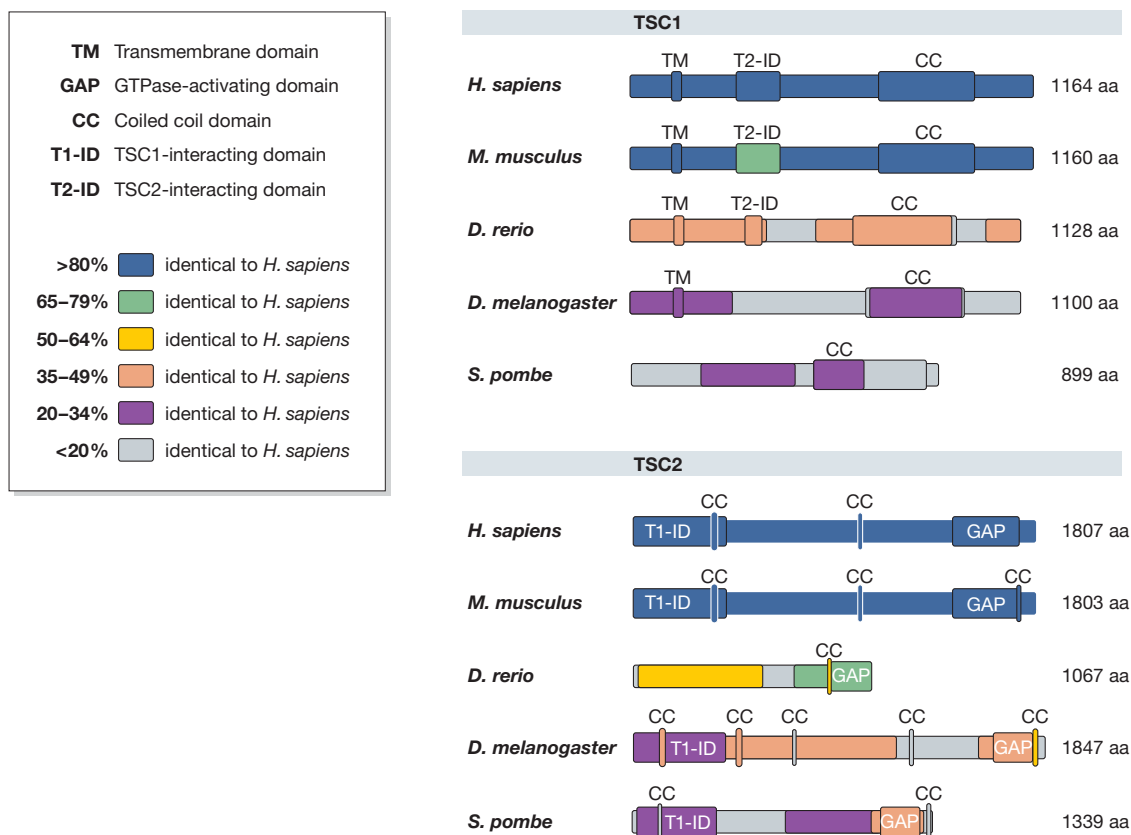 TM Transmembrane domain
GAP GTPase-activating domain
CC Coiled coil domain
T1-ID TSC1-interacting domain
T2-ID TSC2-interacting domain
>80% identical to H. sapiens
65–79% identical to H. sapiens
50–64% identical to H. sapiens
35–49% identical to H. sapiens
20–34% identical to H. sapiens
<20% identical to H. sapiens
TSC1
TM T2-ID CC
H. sapiens 1164 aa
TM T2-ID CC
M. musculus 1160 aa
TM T2-ID CC
D. rerio 1128 aa
TM CC
D. melanogaster 1100 aa
CC
S. pombe 899 aa
TSC2
CC CC
H. sapiens T1-ID GAP 1807 aa
CC CC CC
M. musculus T1-ID GAP 1803 aa
CC
D. rerio GAP 1067 aa
CC CC CC CC CC
D. melanogaster T1-ID GAP 1847 aa
CC CC
S. pombe T1-ID GAP 1339 aa